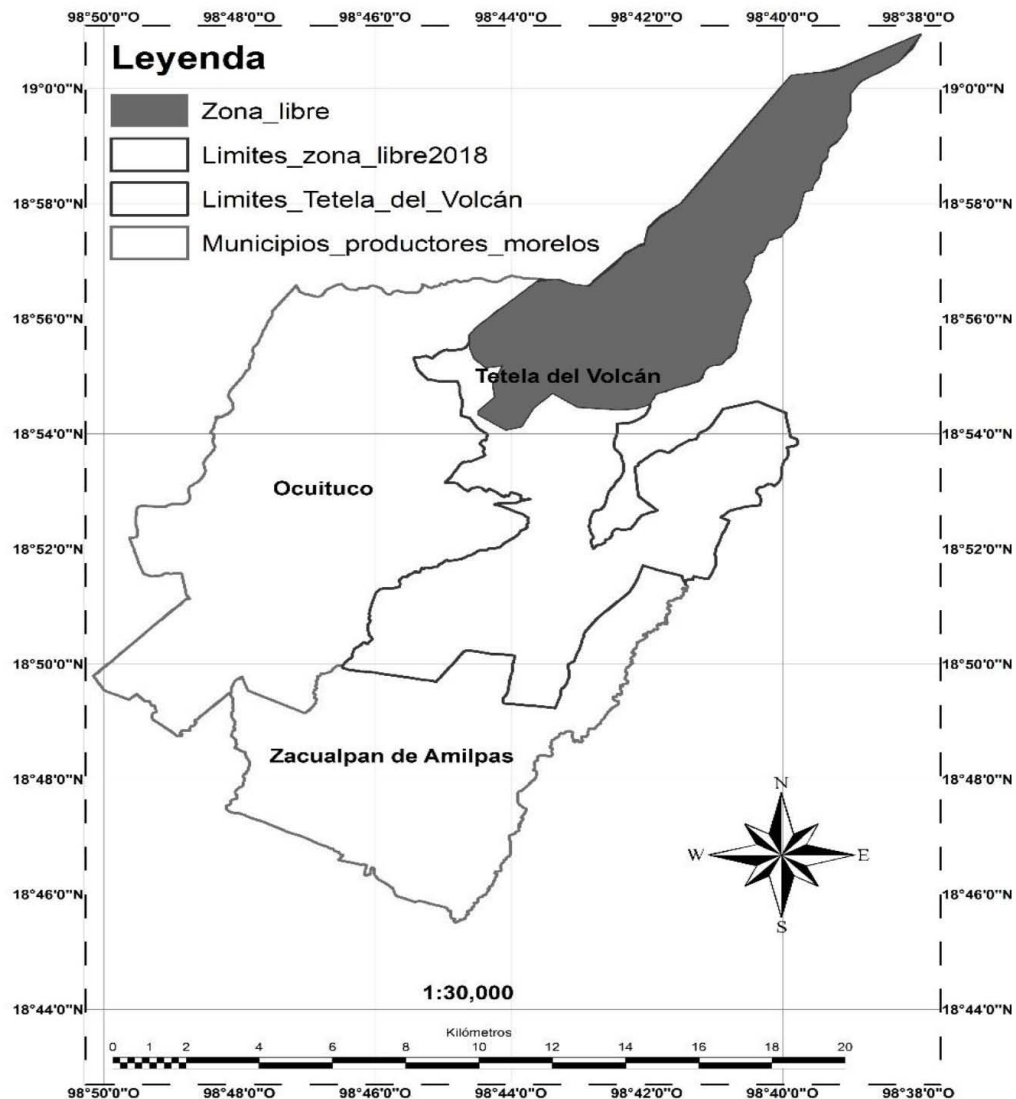 98°50'0"O 98°48'0"O 98°46'0"O 98°44'0"O 98°42'0"O 98°40'0"O 98°38'0"O
Leyenda
Zona_libre
Limites_zona_libre2018
Limites_Tetela_del_Volcán
Municipios_productores_morelos
19°0'0"N 19°0'0"N
18°58'0"N 18°58'0"N
18°56'0"N 18°56'0"N
Tetela del Volcán
18°54'0"N 18°54'0"N
Ocuituco
18°52'0"N 18°52'0"N
18°50'0"N 18°50'0"N
Zacualpan de Amilpas
18°48'0"N 18°48'0"N
N
W E
S
18°46'0"N 18°46'0"N
1:30,000
18°44'0"N 18°44'0"N
Kilómetros
0 1 2 4 6 8 10 12 14 16 18 20
98°50'0"O 98°48'0"O 98°46'0"O 98°44'0"O 98°42'0"O 98°40'0"O 98°38'0"O